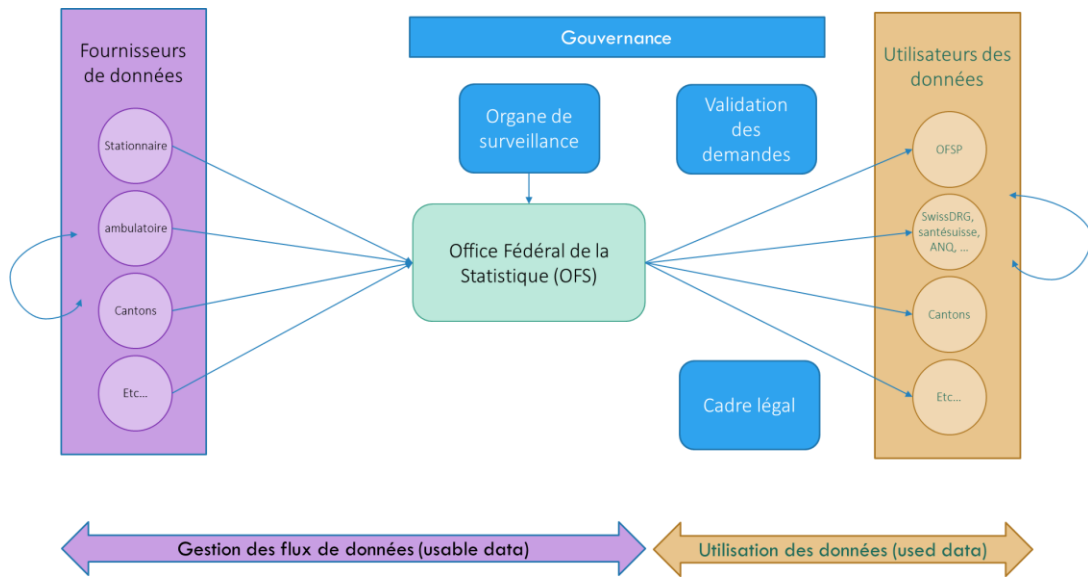 Fournisseurs
de données
Stationnaire
ambulatoire
Cantons
Etc...
Gouvernance
Organe de
surveillance
Validation
des
demandes
Office Fédéral de la
Statistique (OFS)
Cadre légal
Utilisateurs des
données
OFSP
SwissDRG,
santésuisse,
ANQ, ...
Cantons
Etc...
Gestion des flux de données (usable data)
Utilisation des données (used data)